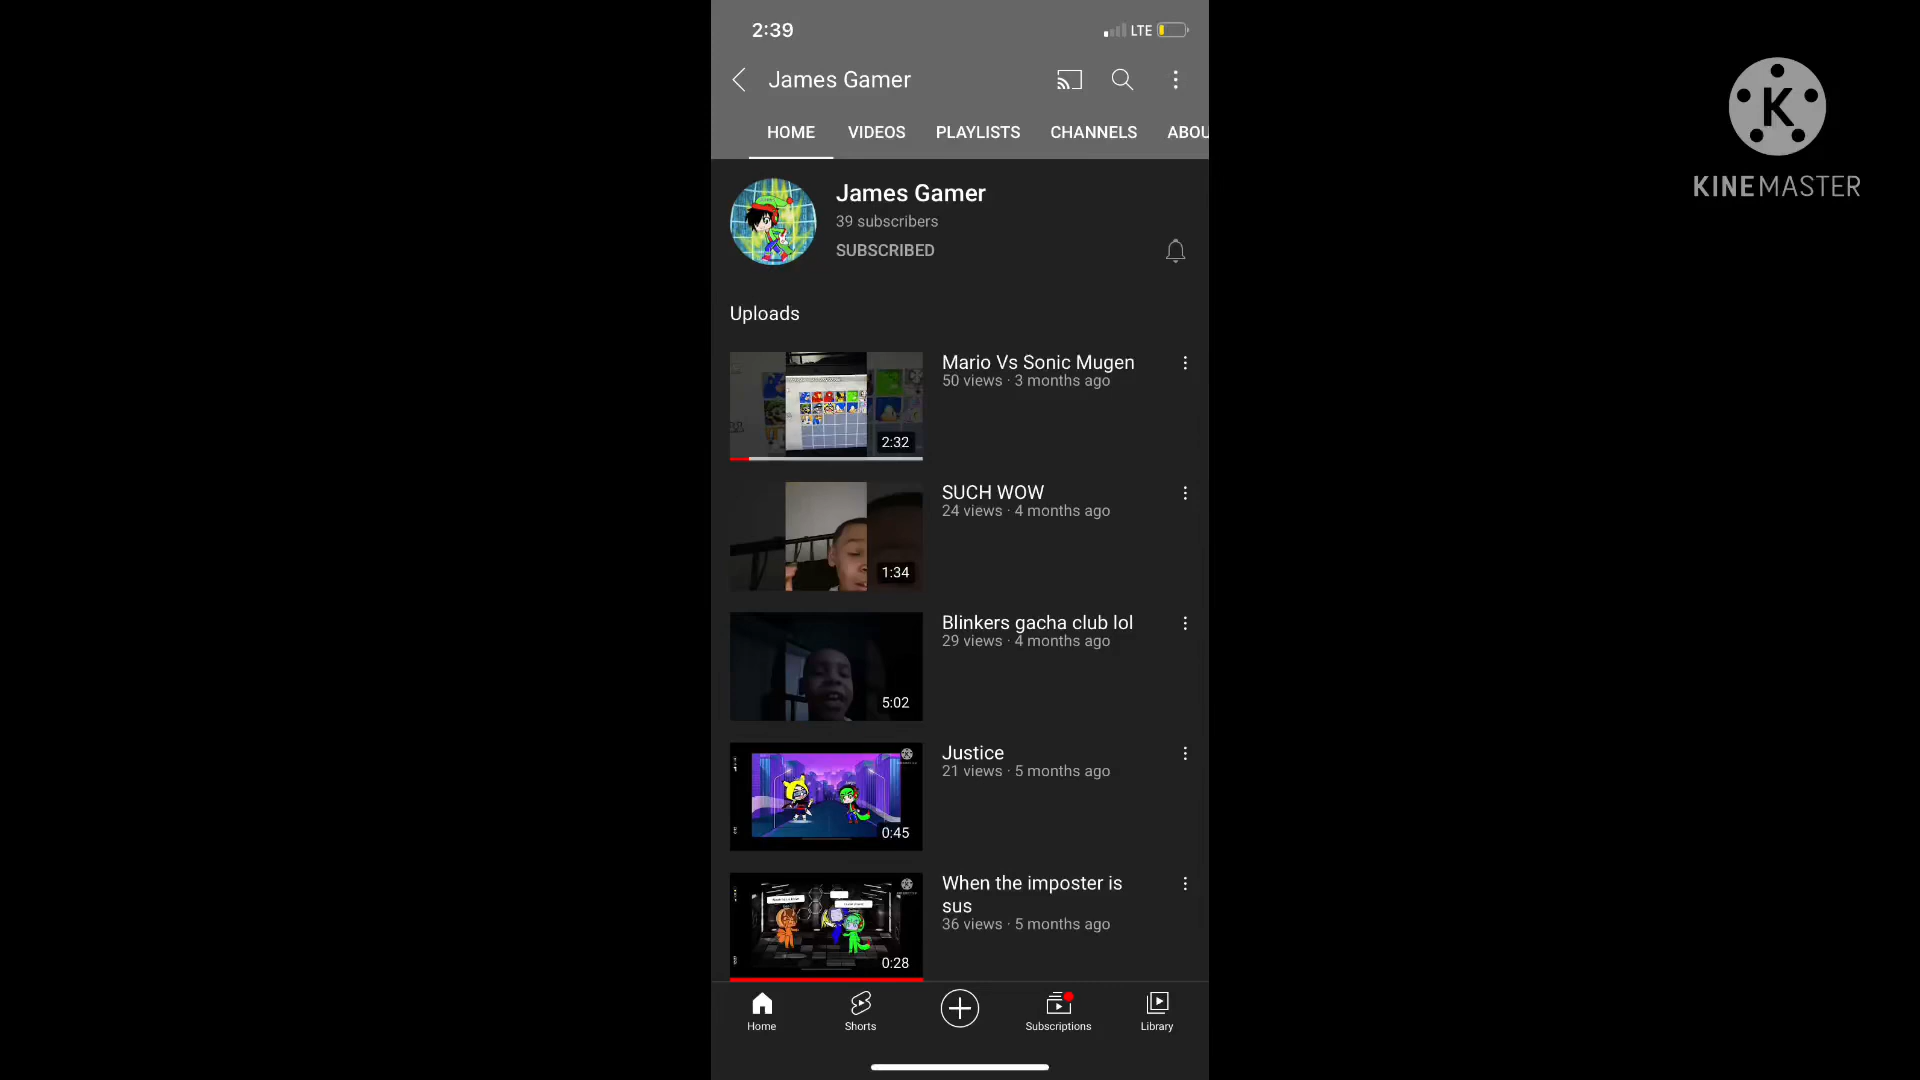 2:39
LTE
James Gamer
HOME VIDEOS PLAYLISTS CHANNELS ABOU
James Gamer
39 subscribers
SUBSCRIBED
Uploads
Mario Vs Sonic Mugen
50 views · 3 months ago
2:32
SUCH WOW
24 views · 4 months ago
1:34
Blinkers gacha club lol
29 views · 4 months ago
5:02
Justice
21 views · 5 months ago
0:45
When the imposter is
sus
36 views · 5 months ago
0:28
Home Shorts Subscriptions Library
K
KINEMASTER